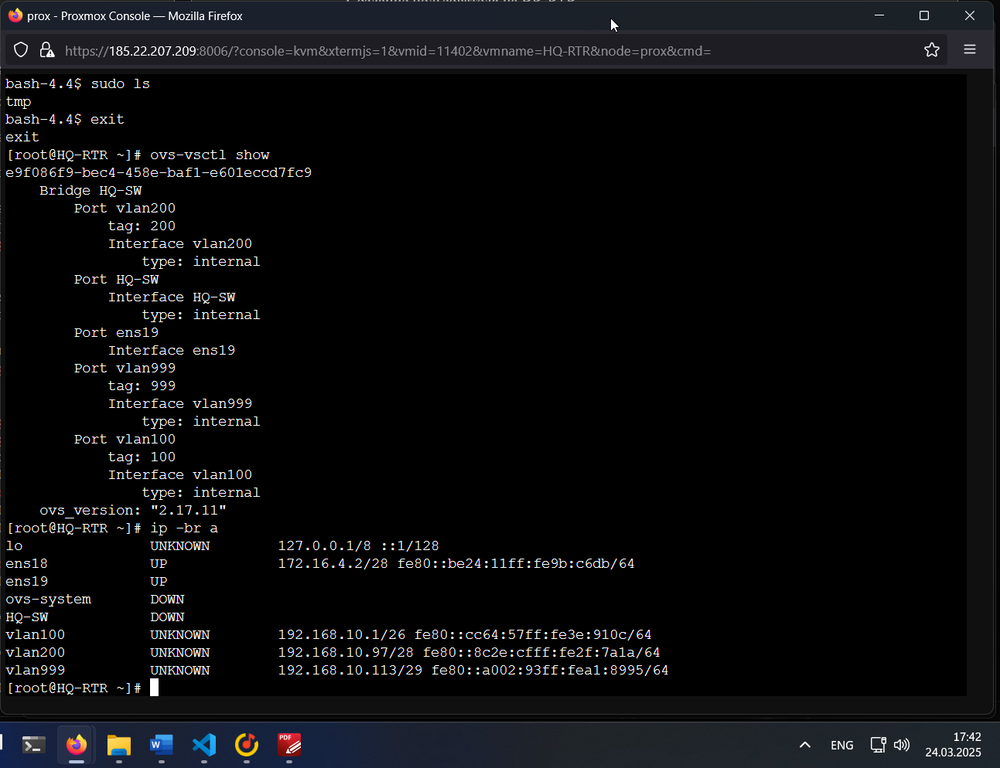 prox - Proxmox Console — Mozilla Firefox
https://185.22.207.209:8006/?console=kvm&xtermjs=1&vmid=11402&vmname=HQ-RTR&node=prox&cmd=
bash-4.4$ sudo ls
tmp
bash-4.4$ exit
exit
[root@HQ-RTR ~]# ovs-vsctl show
e9f086f9-bec4-458e-baf1-e601eccd7fc9
    Bridge HQ-SW
        Port vlan200
            tag: 200
            Interface vlan200
                type: internal
        Port HQ-SW
            Interface HQ-SW
                type: internal
        Port ens19
            Interface ens19
        Port vlan999
            tag: 999
            Interface vlan999
                type: internal
        Port vlan100
            tag: 100
            Interface vlan100
                type: internal
    ovs_version: "2.17.11"
[root@HQ-RTR ~]# ip -br a
lo               UNKNOWN        127.0.0.1/8 ::1/128
ens18            UP             172.16.4.2/28 fe80::be24:11ff:fe9b:c6db/64
ens19            UP
ovs-system       DOWN
HQ-SW            DOWN
vlan100          UNKNOWN        192.168.10.1/26 fe80::cc64:57ff:fe3e:910c/64
vlan200          UNKNOWN        192.168.10.97/28 fe80::8c2e:cfff:fe2f:7a1a/64
vlan999          UNKNOWN        192.168.10.113/29 fe80::a002:93ff:fea1:8995/64
[root@HQ-RTR ~]#
PDF
ENG
17:42
24.03.2025